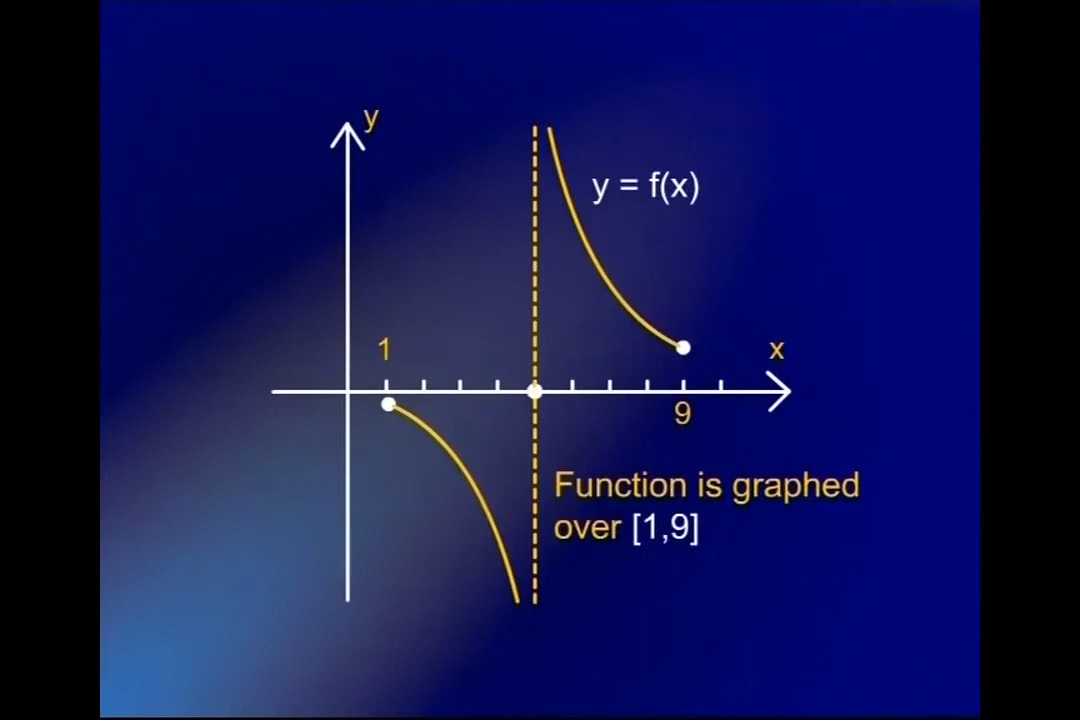 y
y = f(x)
1
x
9
Function is graphed
over [1,9]